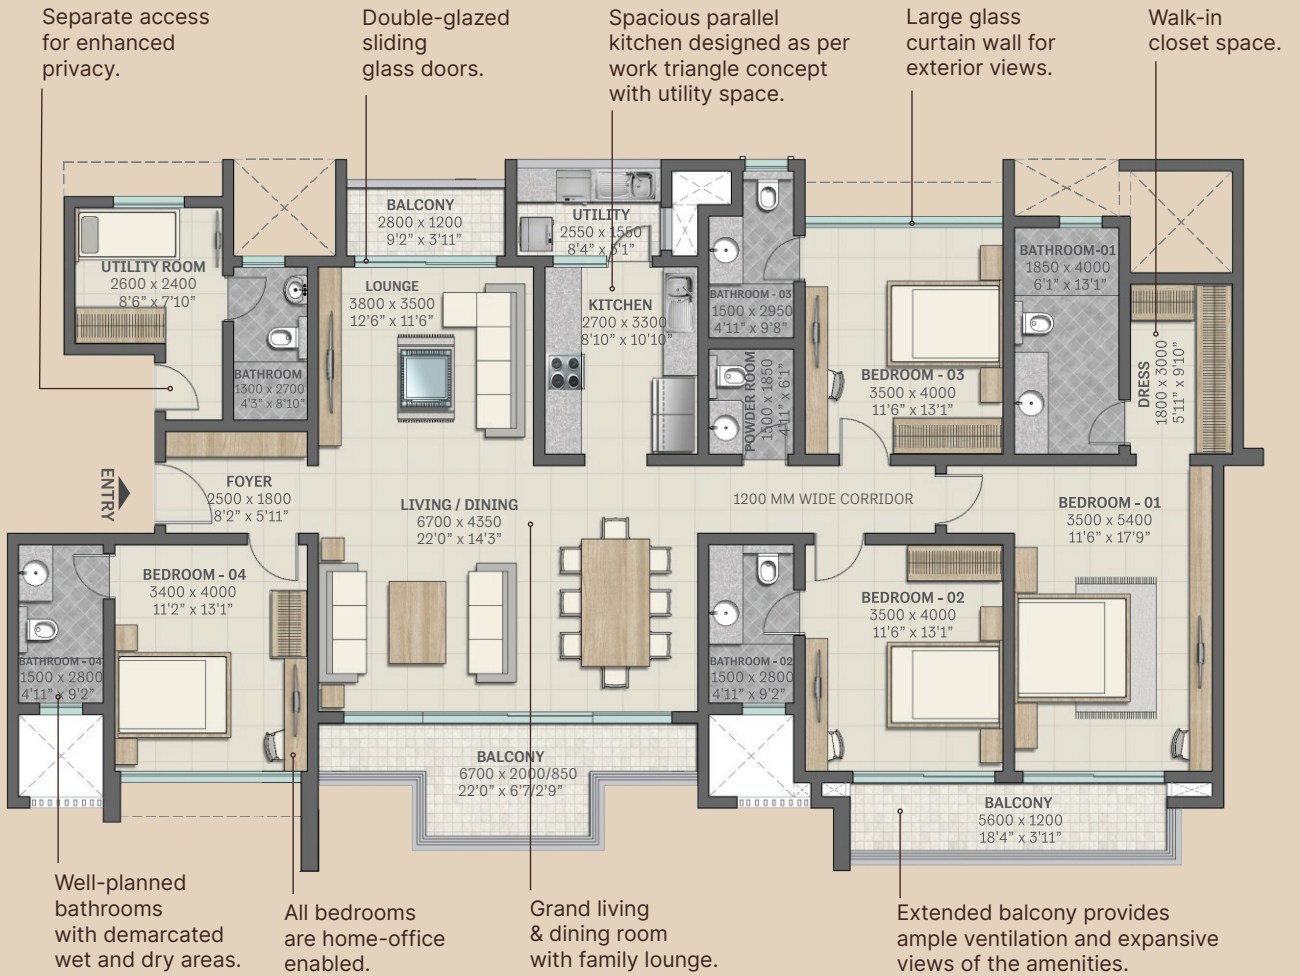 Separate access
for enhanced
privacy.
Double-glazed
sliding
glass doors.
Spacious parallel
kitchen designed as per
work triangle concept
with utility space.
Large glass
curtain wall for
exterior views.
Walk-in
closet space.
BALCONY
2800 x 1200
9'2" x 3'11"
UTILITY
2550 x 1550
8'4" x 5'1"
UTILITY ROOM
2600 x 2400
8'6" x 7'10"
LOUNGE
3800 x 3500
12'6" x 11'6"
KITCHEN
2700 x 3300
8'10" x 10'10"
BATHROOM - 03
1500 x 2950
4'11" x 9'8"
BATHROOM-01
1850 x 4000
6'1" x 13'1"
BATHROOM
1300 x 2700
4'3" x 8'10"
POWDER ROOM
1500 x 1850
4'11" x 6'1"
BEDROOM - 03
3500 x 4000
11'6" x 13'1"
DRESS
1800 x 3000
5'11" x 9'10"
ENTRY
FOYER
2500 x 1800
8'2" x 5'11"
LIVING / DINING
6700 x 4350
22'0" x 14'3"
1200 MM WIDE CORRIDOR
BEDROOM - 01
3500 x 5400
11'6" x 17'9"
BEDROOM - 04
3400 x 4000
11'2" x 13'1"
BEDROOM - 02
3500 x 4000
11'6" x 13'1"
BATHROOM - 04
1500 x 2800
4'11" x 9'2"
BATHROOM - 02
1500 x 2800
4'11" x 9'2"
BALCONY
6700 x 2000/850
22'0" x 6'7/2'9"
BALCONY
5600 x 1200
18'4" x 3'11"
Well-planned
bathrooms
with demarcated
wet and dry areas.
All bedrooms
are home-office
enabled.
Grand living
& dining room
with family lounge.
Extended balcony provides
ample ventilation and expansive
views of the amenities.